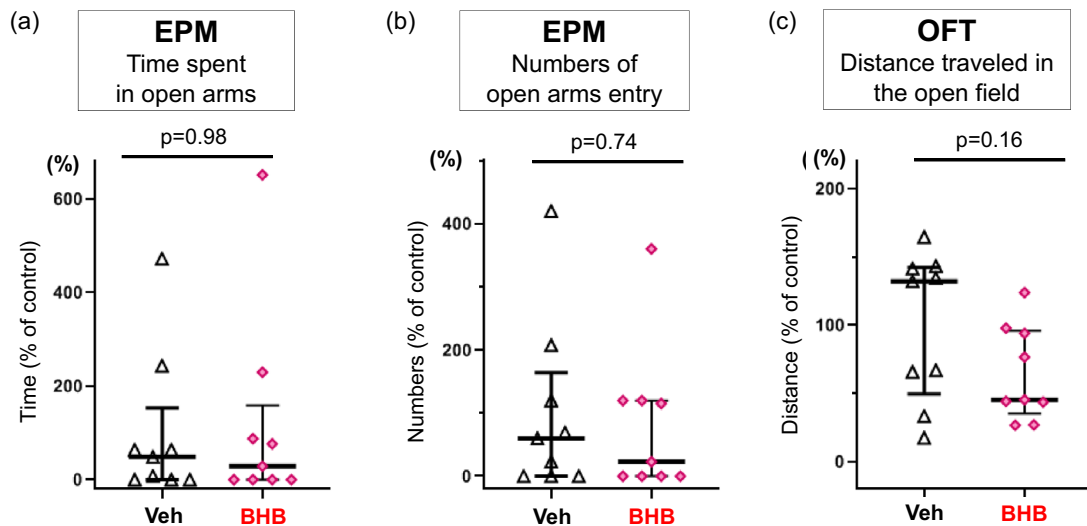 (a)
EPM
Time spent
in open arms
p=0.98
(%)
Time (% of control)
600
400
200
0
Veh
BHB
(b)
EPM
Numbers of
open arms entry
p=0.74
(%)
Numbers (% of control)
400
200
0
Veh
BHB
(c)
OFT
Distance traveled in
the open field
p=0.16
( (%)
Distance (% of control)
200
100
0
Veh
BHB